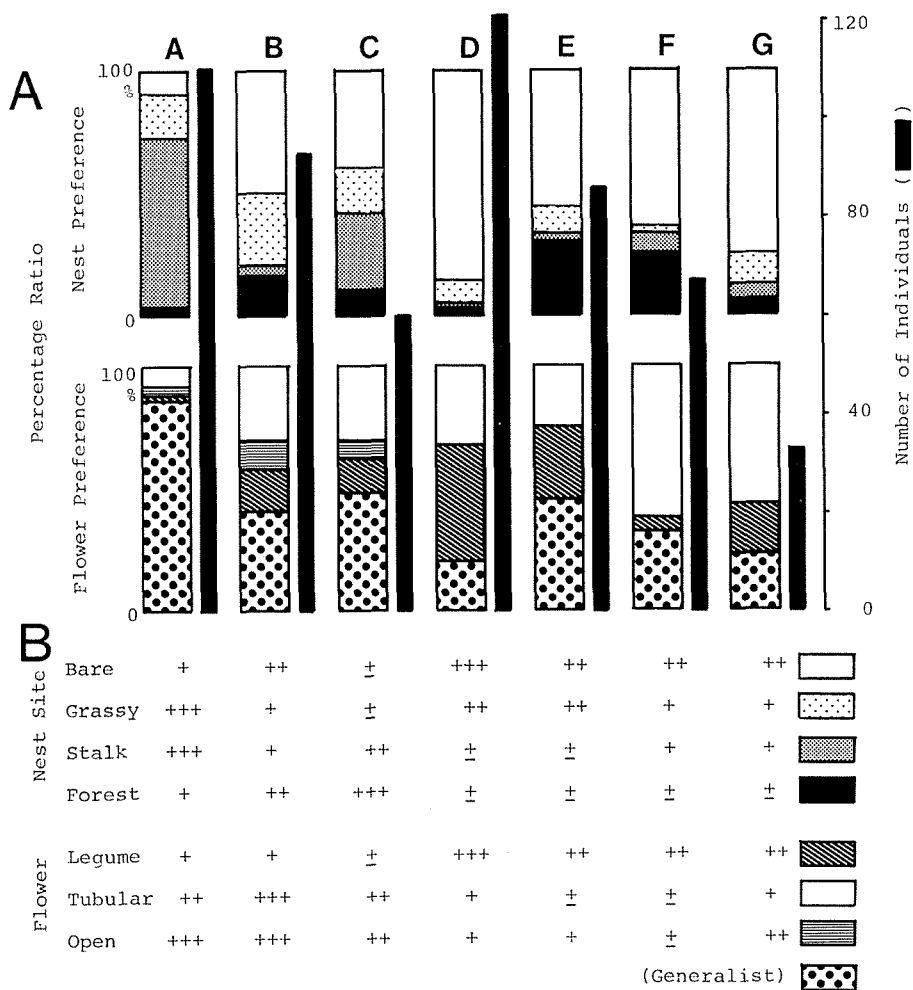 A
A B C D E F G
100
%
Nest Preference
0
Percentage Ratio
100
%
Flower Preference
0
120
80
40
0
Number of Individuals ( )
B
Nest Site
Bare + ++ ± +++ ++ ++ ++
Grassy +++ + ± ++ ++ + +
Stalk +++ + ++ ± ± + +
Forest + ++ +++ ± ± ± ±
Flower
Legume + + ± +++ ++ ++ ++
Tubular ++ +++ ++ + ± ± +
Open +++ +++ ++ + + ± ++
(Generalist)